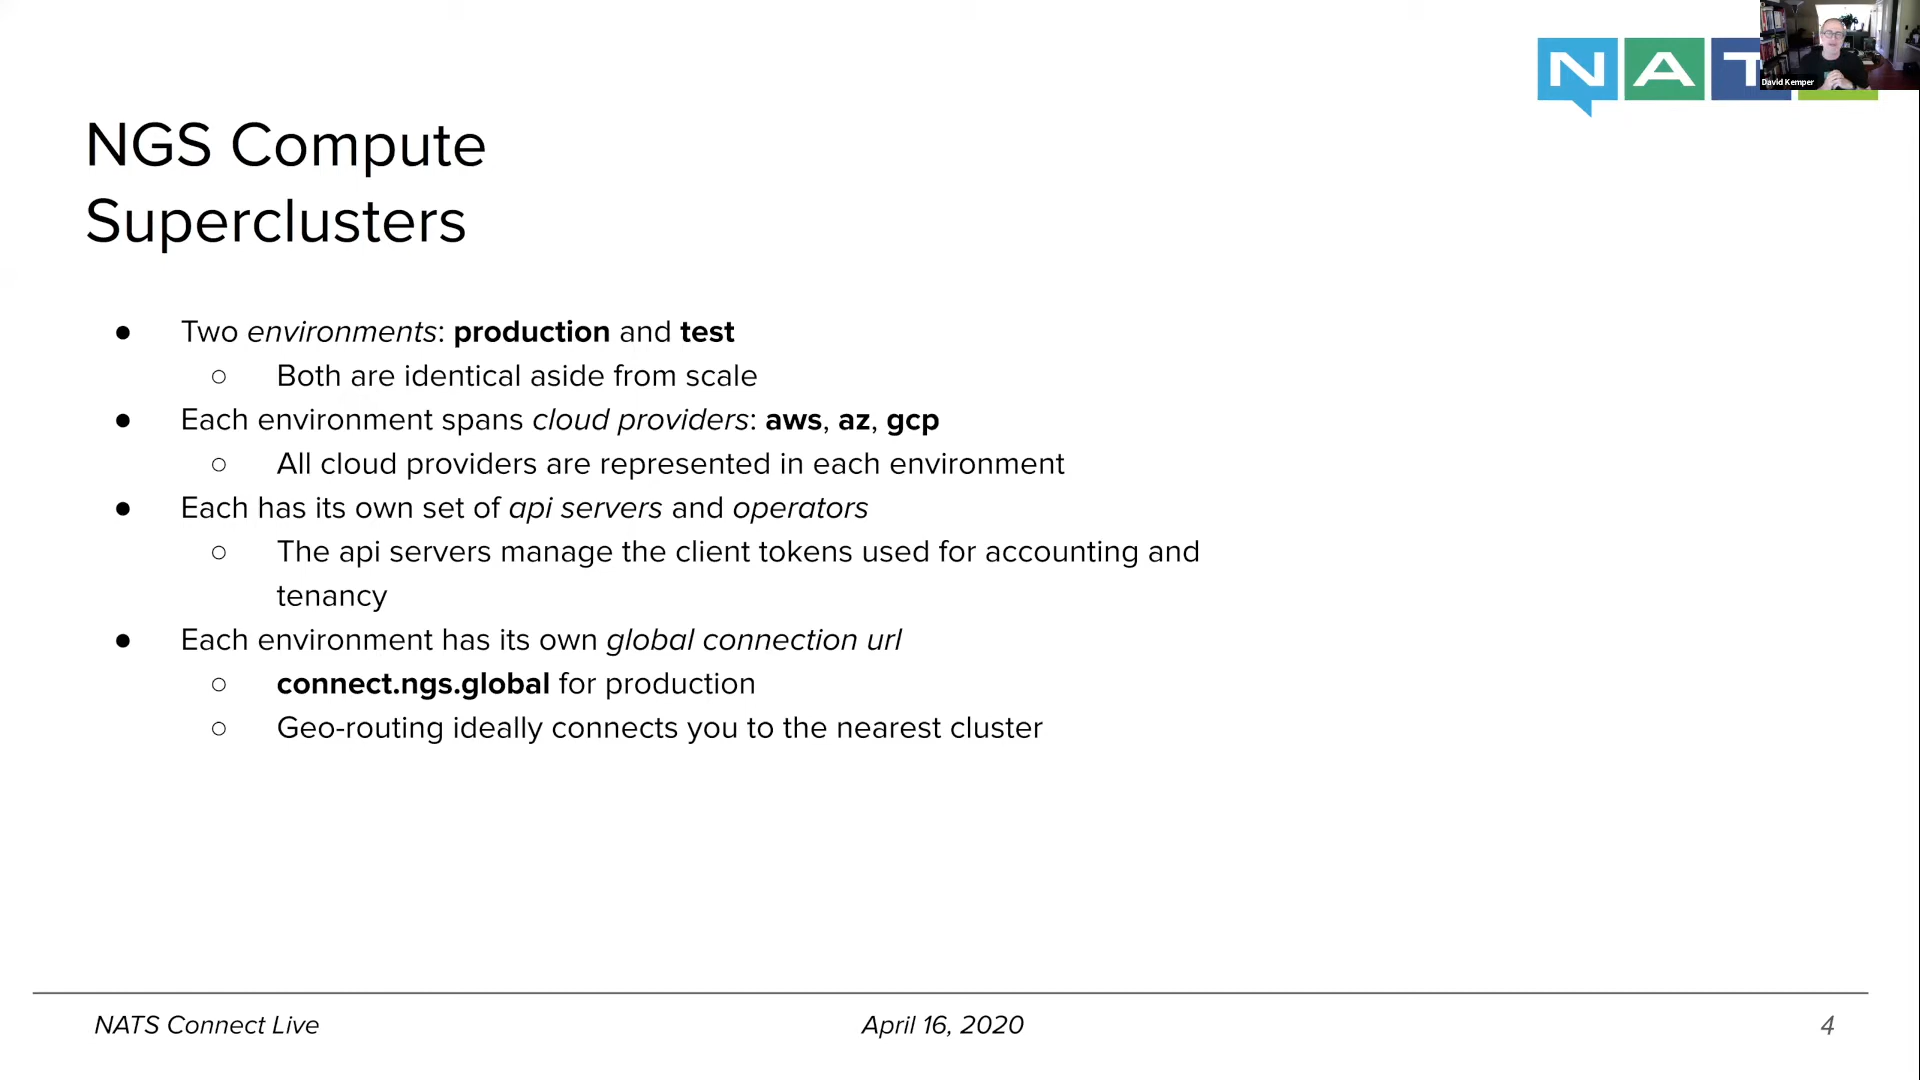 NAT
David Kemper
NGS Compute
Superclusters
● Two environments: production and test
○ Both are identical aside from scale
● Each environment spans cloud providers: aws, az, gcp
○ All cloud providers are represented in each environment
● Each has its own set of api servers and operators
○ The api servers manage the client tokens used for accounting and
tenancy
● Each environment has its own global connection url
○ connect.ngs.global for production
○ Geo-routing ideally connects you to the nearest cluster
NATS Connect Live
April 16, 2020
4